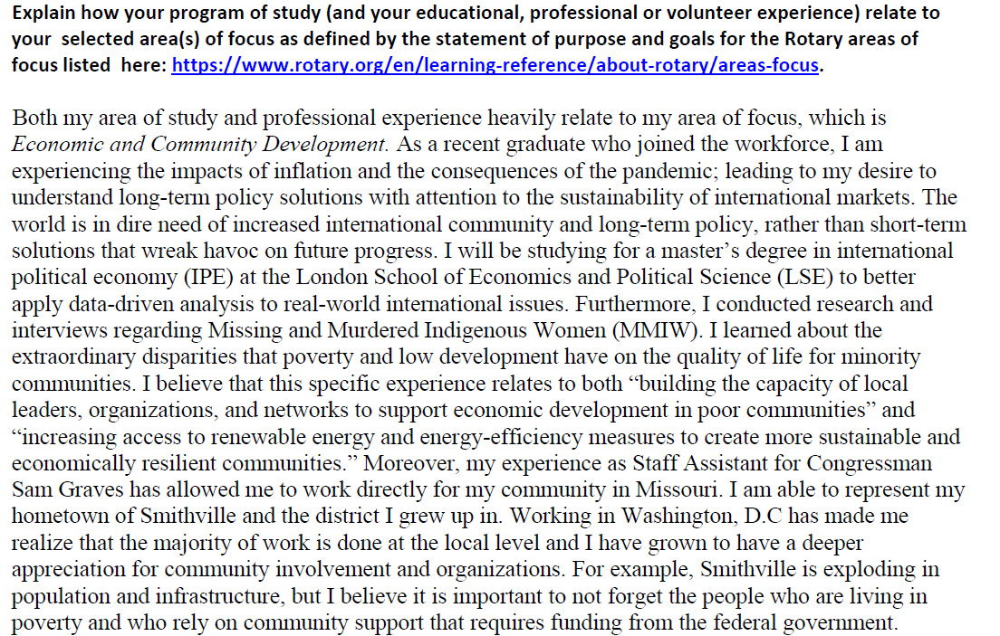 Explain how your program of study (and your educational, professional or volunteer experience) relate to
your selected area(s) of focus as defined by the statement of purpose and goals for the Rotary areas of
focus listed here: https://www.rotary.org/en/learning-reference/about-rotary/areas-focus.
Both my area of study and professional experience heavily relate to my area of focus, which is
Economic and Community Development. As a recent graduate who joined the workforce, I am
experiencing the impacts of inflation and the consequences of the pandemic; leading to my desire to
understand long-term policy solutions with attention to the sustainability of international markets. The
world is in dire need of increased international community and long-term policy, rather than short-term
solutions that wreak havoc on future progress. I will be studying for a master’s degree in international
political economy (IPE) at the London School of Economics and Political Science (LSE) to better
apply data-driven analysis to real-world international issues. Furthermore, I conducted research and
interviews regarding Missing and Murdered Indigenous Women (MMIW). I learned about the
extraordinary disparities that poverty and low development have on the quality of life for minority
communities. I believe that this specific experience relates to both “building the capacity of local
leaders, organizations, and networks to support economic development in poor communities” and
“increasing access to renewable energy and energy-efficiency measures to create more sustainable and
economically resilient communities.” Moreover, my experience as Staff Assistant for Congressman
Sam Graves has allowed me to work directly for my community in Missouri. I am able to represent my
hometown of Smithville and the district I grew up in. Working in Washington, D.C has made me
realize that the majority of work is done at the local level and I have grown to have a deeper
appreciation for community involvement and organizations. For example, Smithville is exploding in
population and infrastructure, but I believe it is important to not forget the people who are living in
poverty and who rely on community support that requires funding from the federal government.